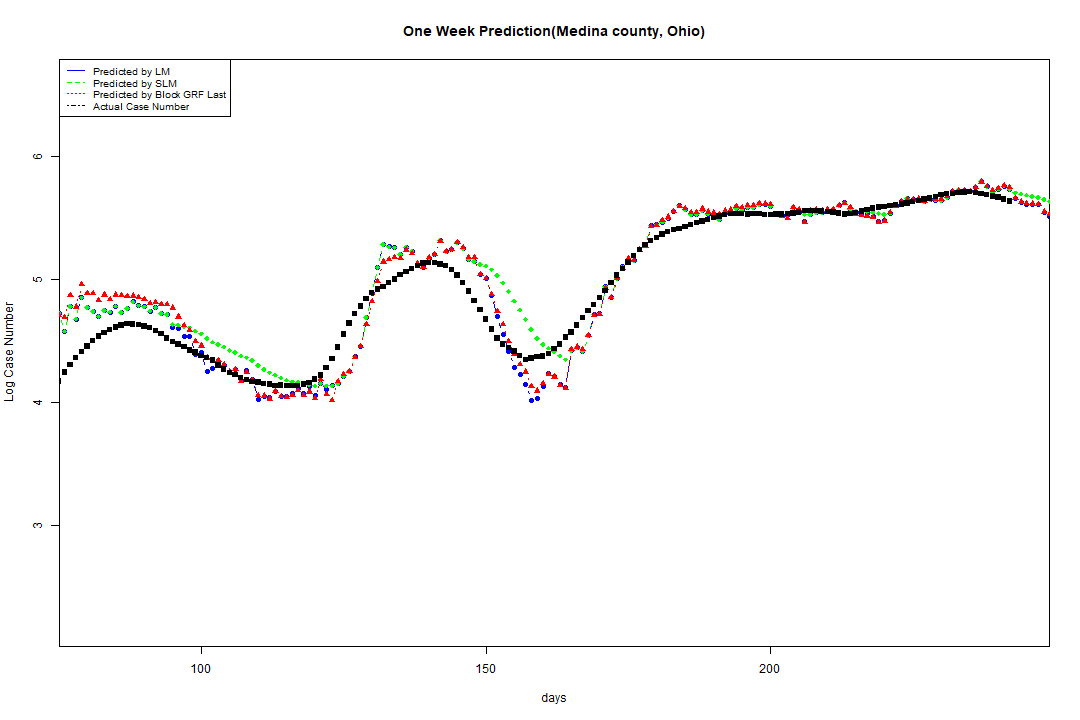 One Week Prediction(Medina county, Ohio)
Predicted by LM
Predicted by SLM
Predicted by Block GRF Last
Actual Case Number
6
5
4
3
Log Case Number
100 150 200
days